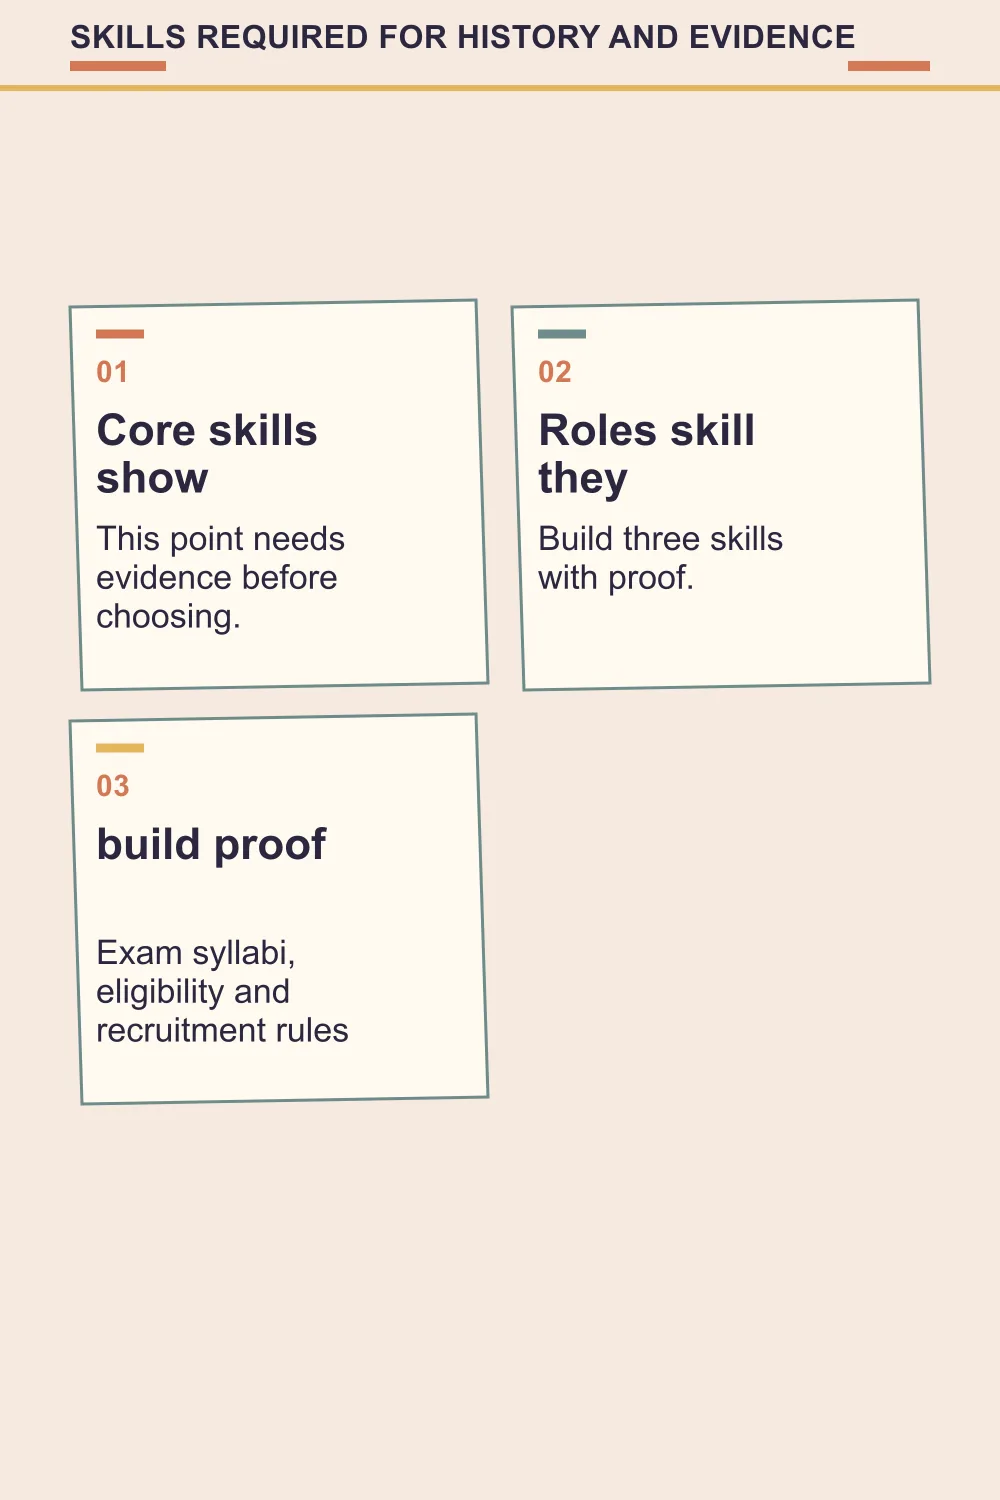 SKILLS REQUIRED FOR HISTORY AND EVIDENCE
01
Core skills
show
This point needs
evidence before
choosing.
02
Roles skill
they
Build three skills
with proof.
03
build proof
Exam syllabi,
eligibility and
recruitment rules